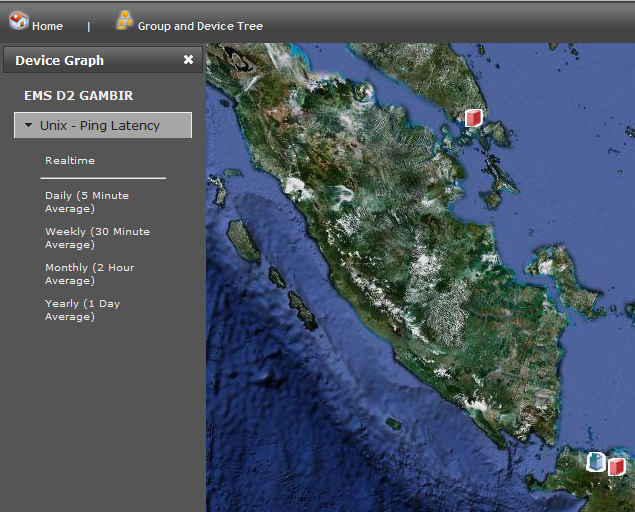 Home | Group and Device Tree
Device Graph
EMS D2 GAMBIR
Unix - Ping Latency
Realtime
Daily (5 Minute
Average)
Weekly (30 Minute
Average)
Monthly (2 Hour
Average)
Yearly (1 Day
Average)